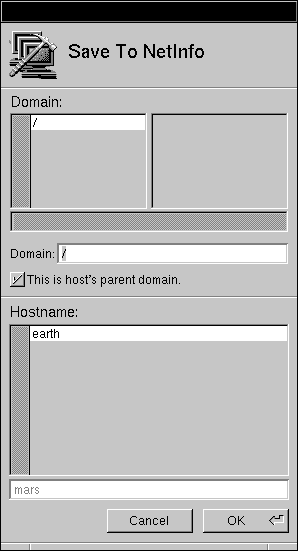 Save To NetInfo
Domain:
/
Domain: /
This is host's parent domain.
Hostname:
earth
mars
Cancel
OK